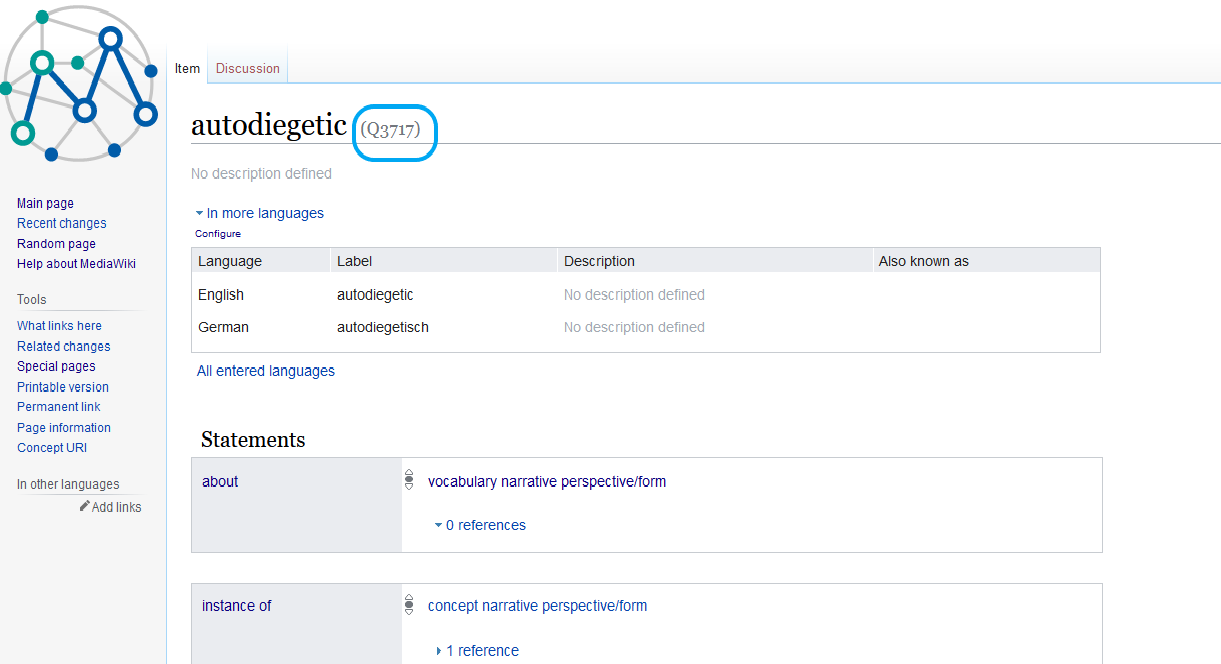 Item
Discussion
autodiegetic (Q3717)
No description defined
In more languages
Configure
Language Label Description Also known as
English autodiegetic No description defined
German autodiegetisch No description defined
All entered languages
Main page
Recent changes
Random page
Help about MediaWiki
Tools
What links here
Related changes
Special pages
Printable version
Permanent link
Page information
Concept URI
In other languages
Add links
Statements
about
vocabulary narrative perspective/form
0 references
instance of
concept narrative perspective/form
1 reference